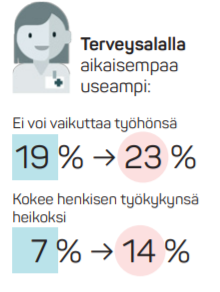 Terveysalalla
aikaisempaa
useampi:
Ei voi vaikuttaa työhönsä
19 % → 23 %
Kokee henkisen työkykynsä
heikoksi
7 % → 14 %